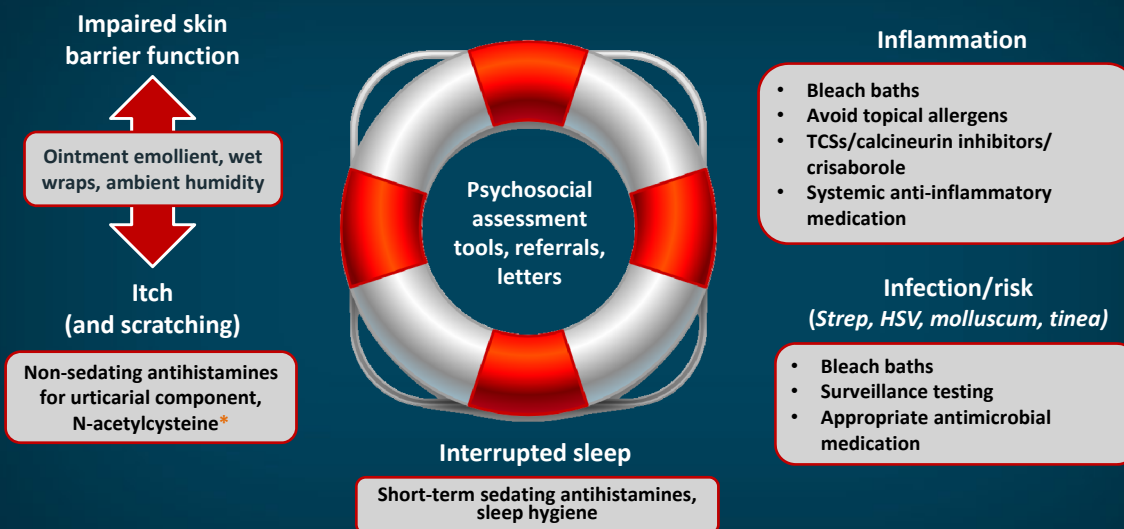 Impaired skin
barrier function
Ointment emollient, wet
wraps, ambient humidity
Itch
(and scratching)
Non-sedating antihistamines
for urticarial component,
N-acetylcysteine*
Psychosocial
assessment
tools, referrals,
letters
Interrupted sleep
Short-term sedating antihistamines,
sleep hygiene
Inflammation
• Bleach baths
• Avoid topical allergens
• TCSs/calcineurin inhibitors/
crisaborole
• Systemic anti-inflammatory
medication
Infection/risk
(Strep, HSV, molluscum, tinea)
• Bleach baths
• Surveillance testing
• Appropriate antimicrobial
medication